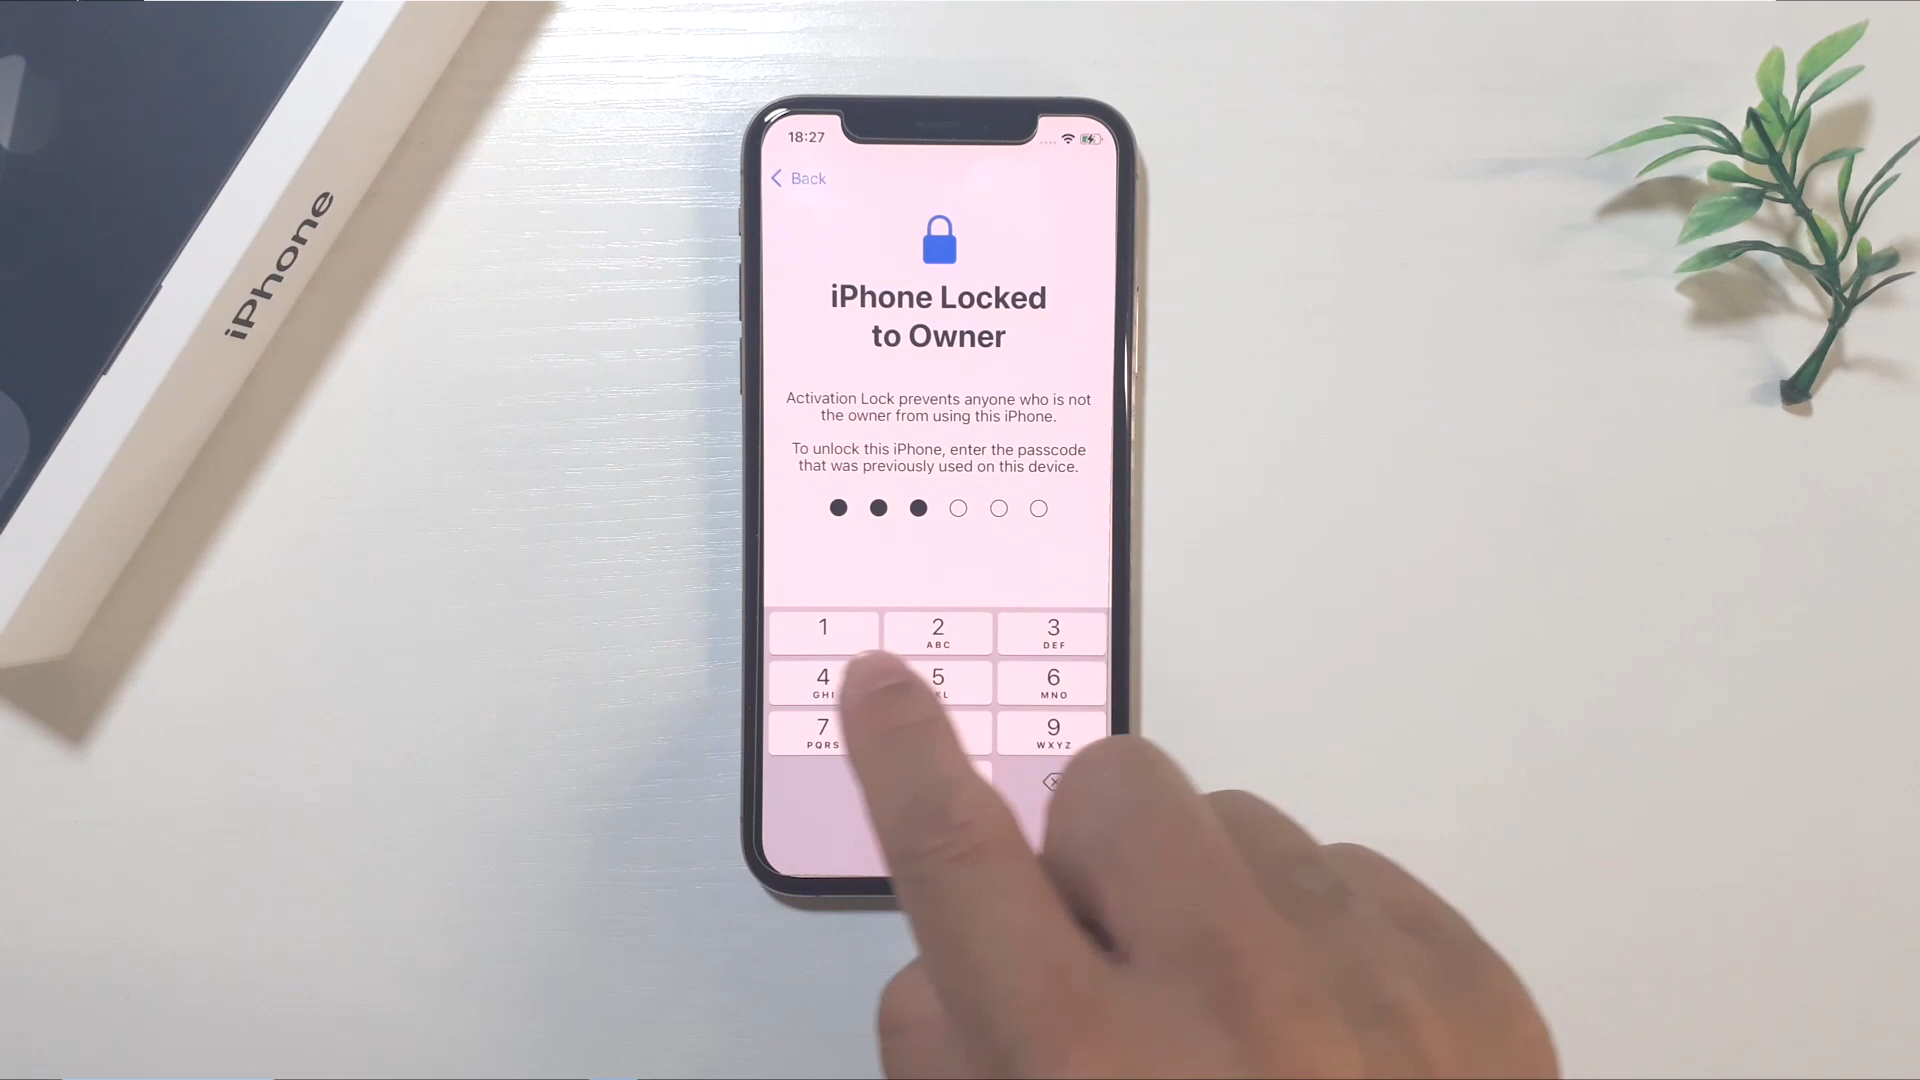 iPhone
18:27
Back
iPhone Locked
to Owner
Activation Lock prevents anyone who is not
the owner from using this iPhone.
To unlock this iPhone, enter the passcode
that was previously used on this device.
1
2
ABC
3
DEF
4
GHI
5
KL
6
MNO
7
PQRS
9
WXYZ